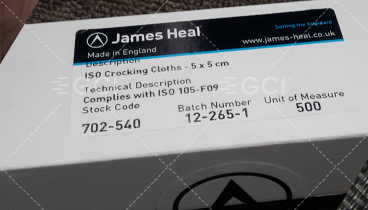 James Heal
Setting the Standard
Made in England
www.james-heal.co.uk
Description
ISO Crocking Cloths - 5 x 5 cm
Technical Description
Complies with ISO 105-F09
Stock Code Batch Number Unit of Measure
702-540 12-265-1 500
GCI GCI